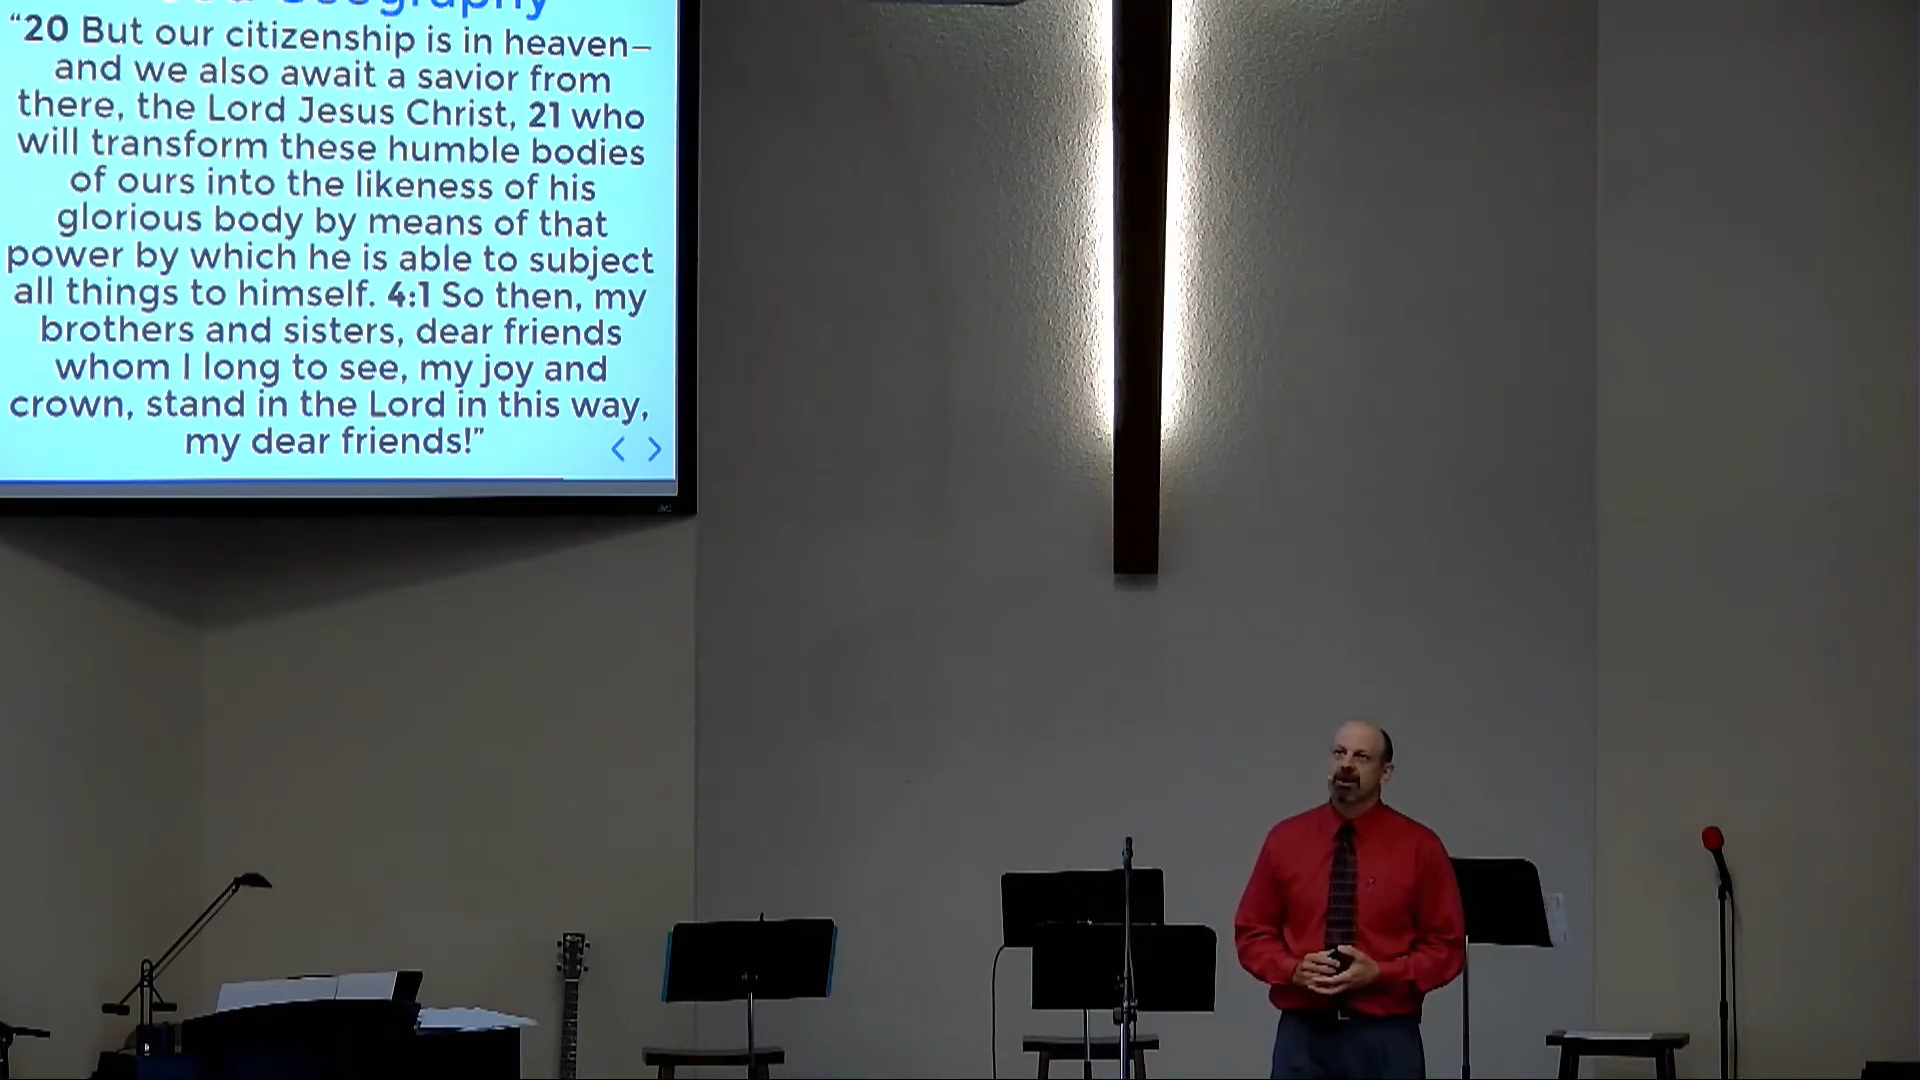 Geography
“20 But our citizenship is in heaven–
and we also await a savior from
there, the Lord Jesus Christ, 21 who
will transform these humble bodies
of ours into the likeness of his
glorious body by means of that
power by which he is able to subject
all things to himself. 4:1 So then, my
brothers and sisters, dear friends
whom I long to see, my joy and
crown, stand in the Lord in this way,
my dear friends!”